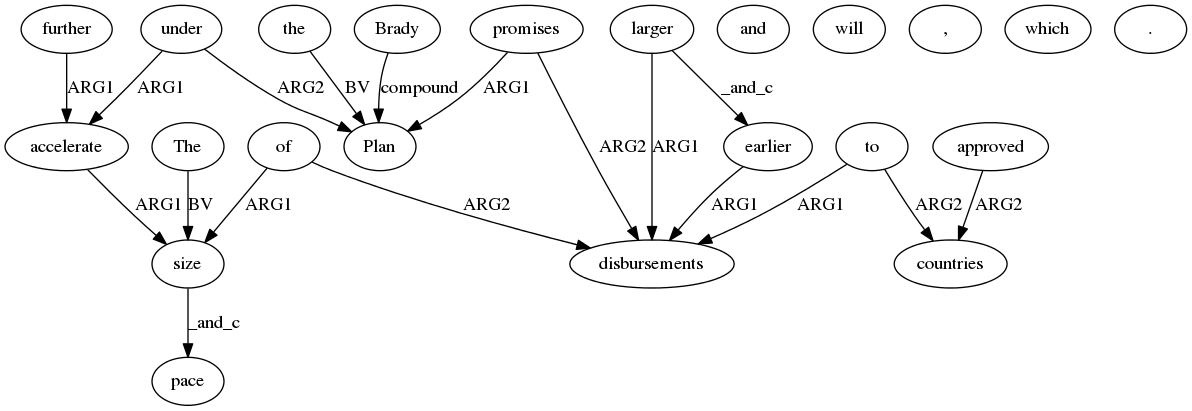 further under the Brady promises larger and will , which .
ARG1 ARG1 ARG2 BV compound ARG1 _and_c
accelerate The of Plan ARG2 ARG1 earlier to approved
ARG1 BV ARG1 ARG2 ARG1 ARG1 ARG2 ARG2
size disbursements countries
_and_c
pace